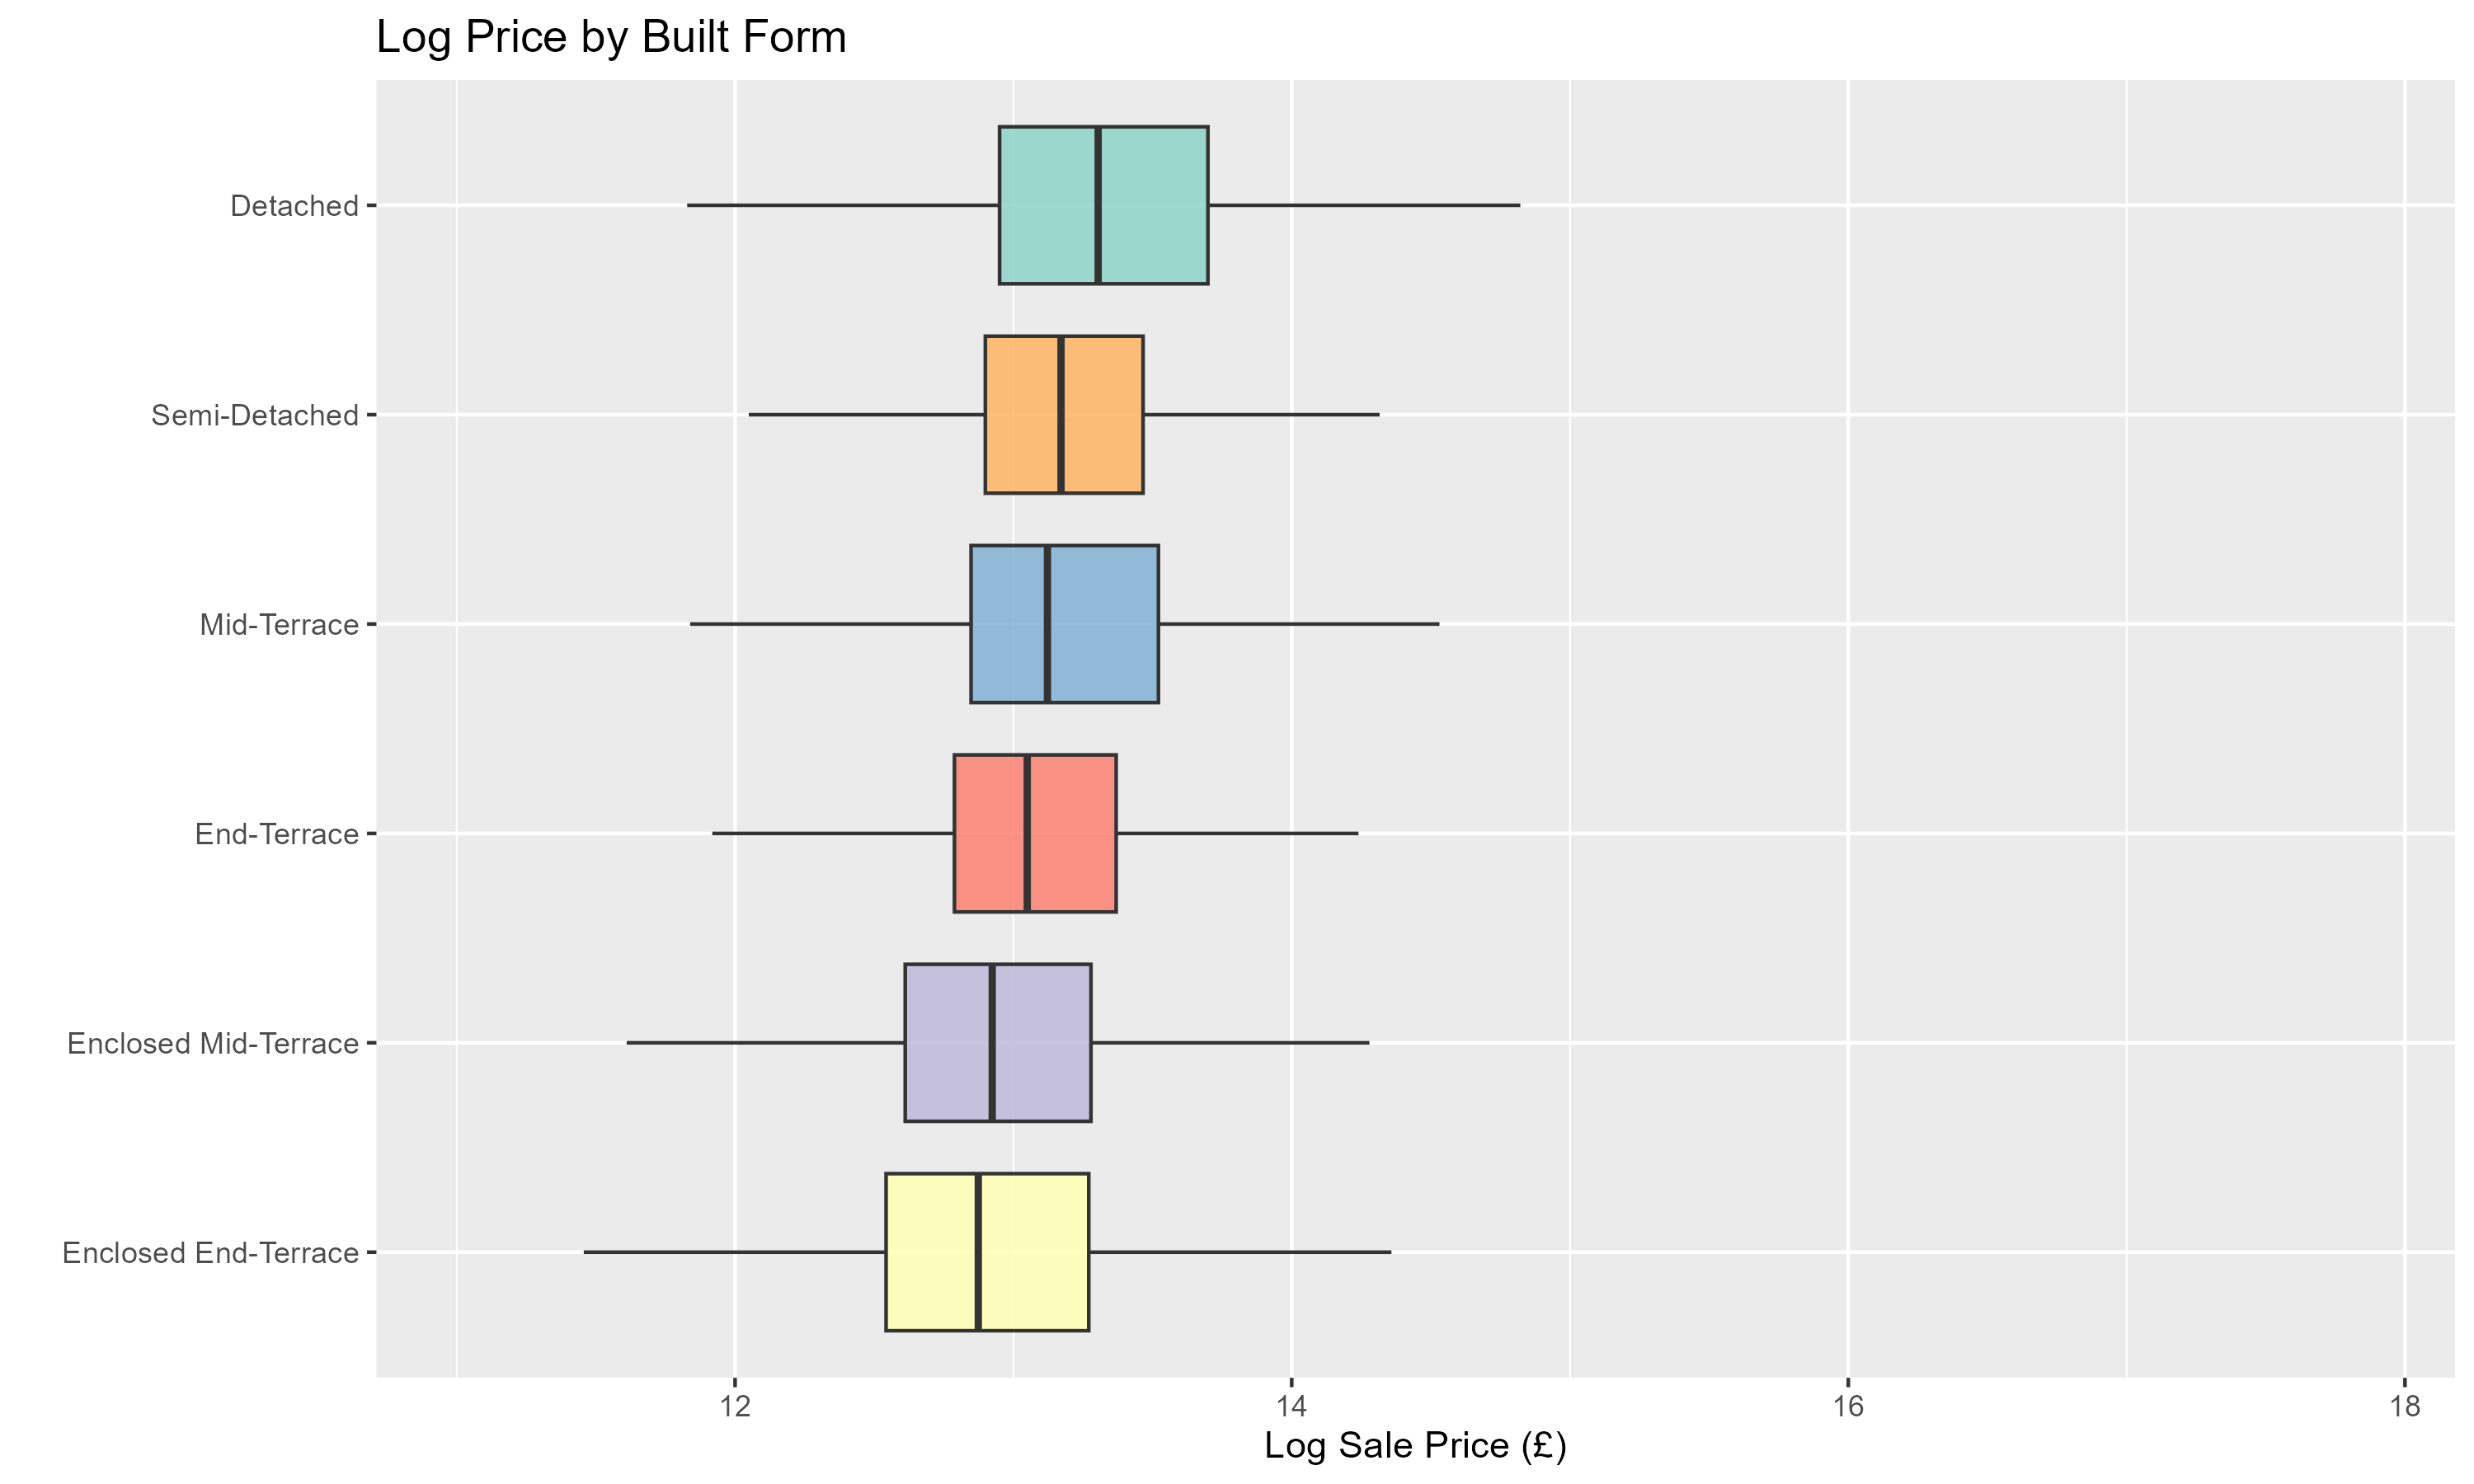 Log Price by Built Form
Detached
Semi-Detached
Mid-Terrace
End-Terrace
Enclosed Mid-Terrace
Enclosed End-Terrace
12 14 16 18
Log Sale Price (£)